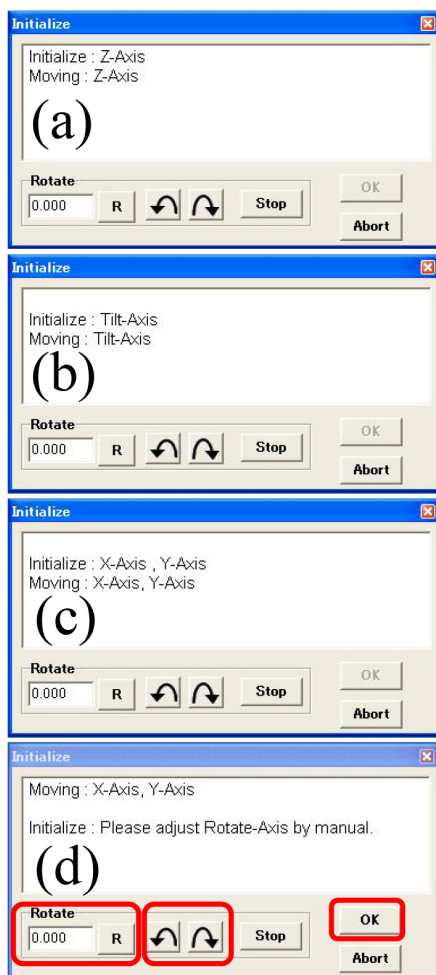 Initialize
Initialize : Z-Axis
Moving : Z-Axis
(a)
Rotate
0.000 R Stop OK
Abort
Initialize
Initialize : Tilt-Axis
Moving : Tilt-Axis
(b)
Rotate
0.000 R Stop OK
Abort
Initialize
Initialize : X-Axis , Y-Axis
Moving : X-Axis, Y-Axis
(c)
Rotate
0.000 R Stop OK
Abort
Initialize
Moving : X-Axis, Y-Axis
Initialize : Please adjust Rotate-Axis by manual.
(d)
Rotate
0.000 R Stop OK
Abort